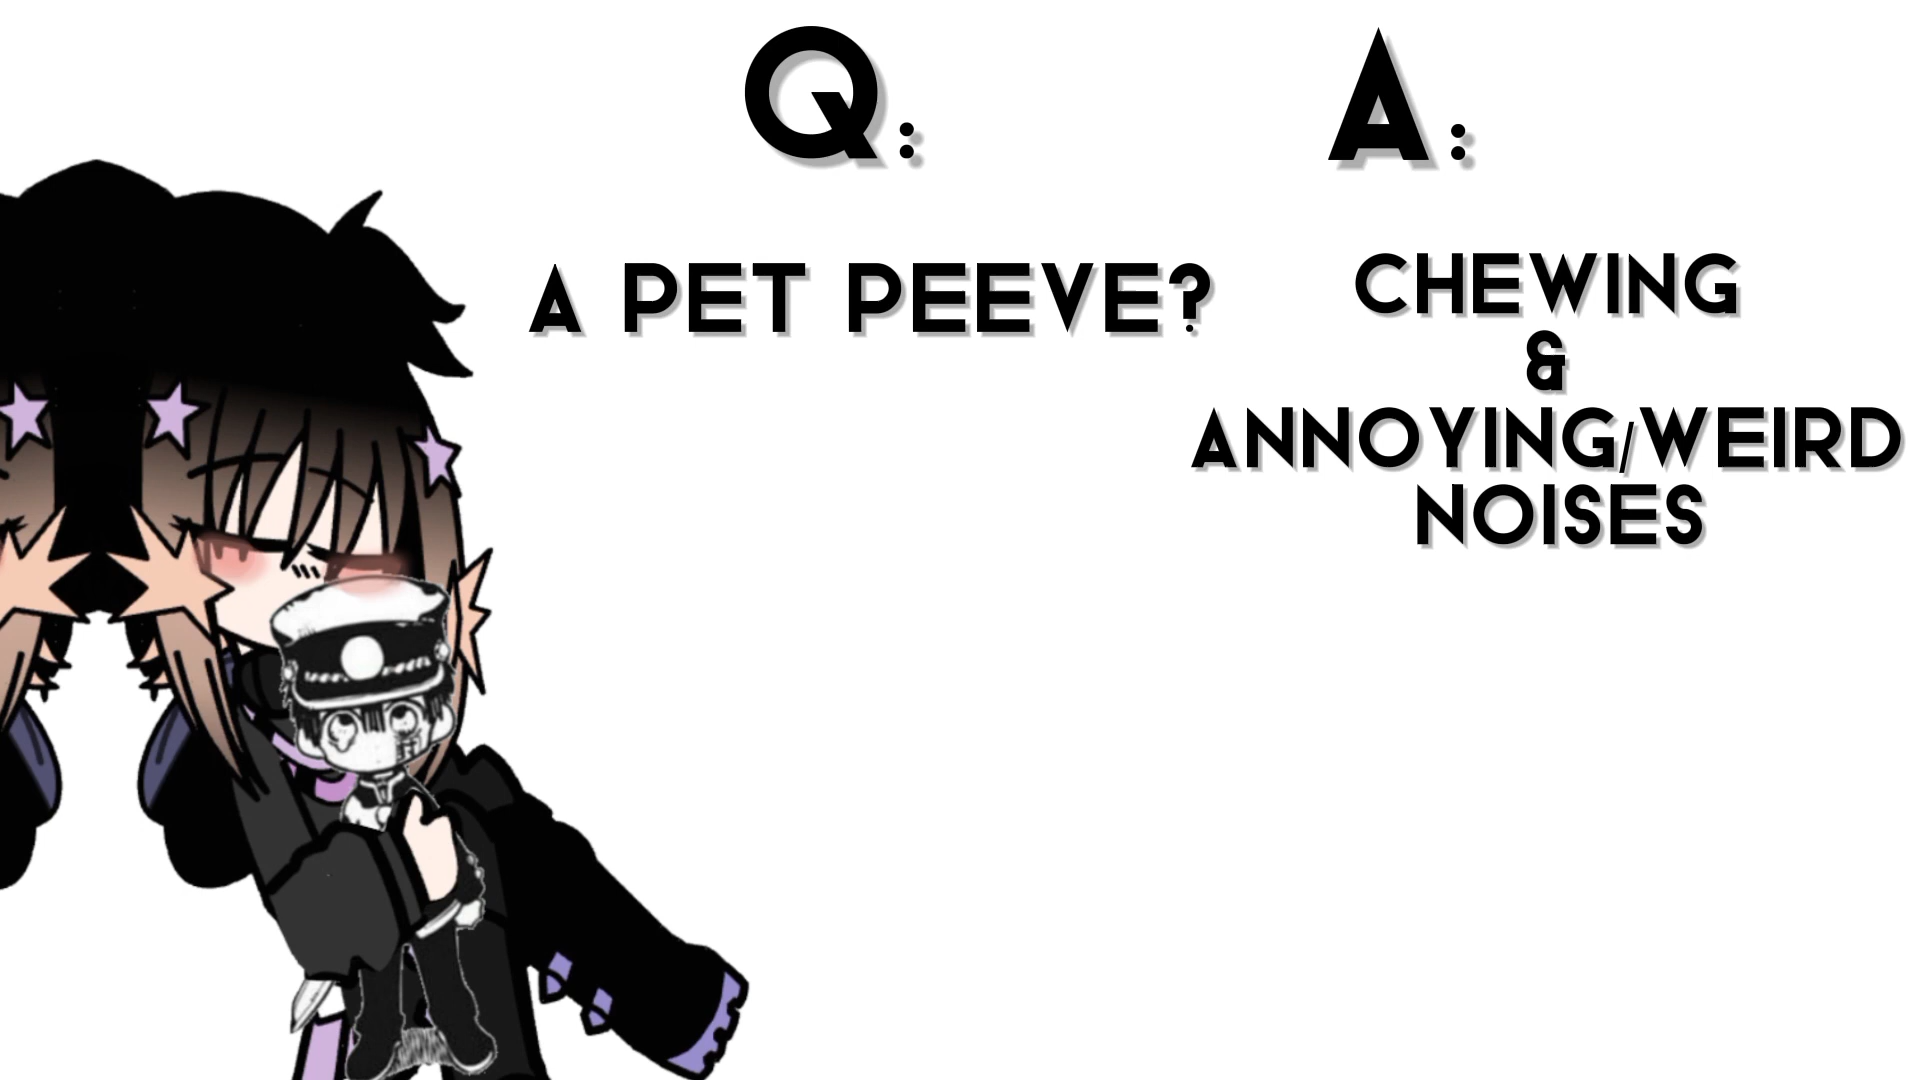 Q:
A PET PEEVE?
A:
CHEWING
&
ANNOYING/WEIRD
NOISES